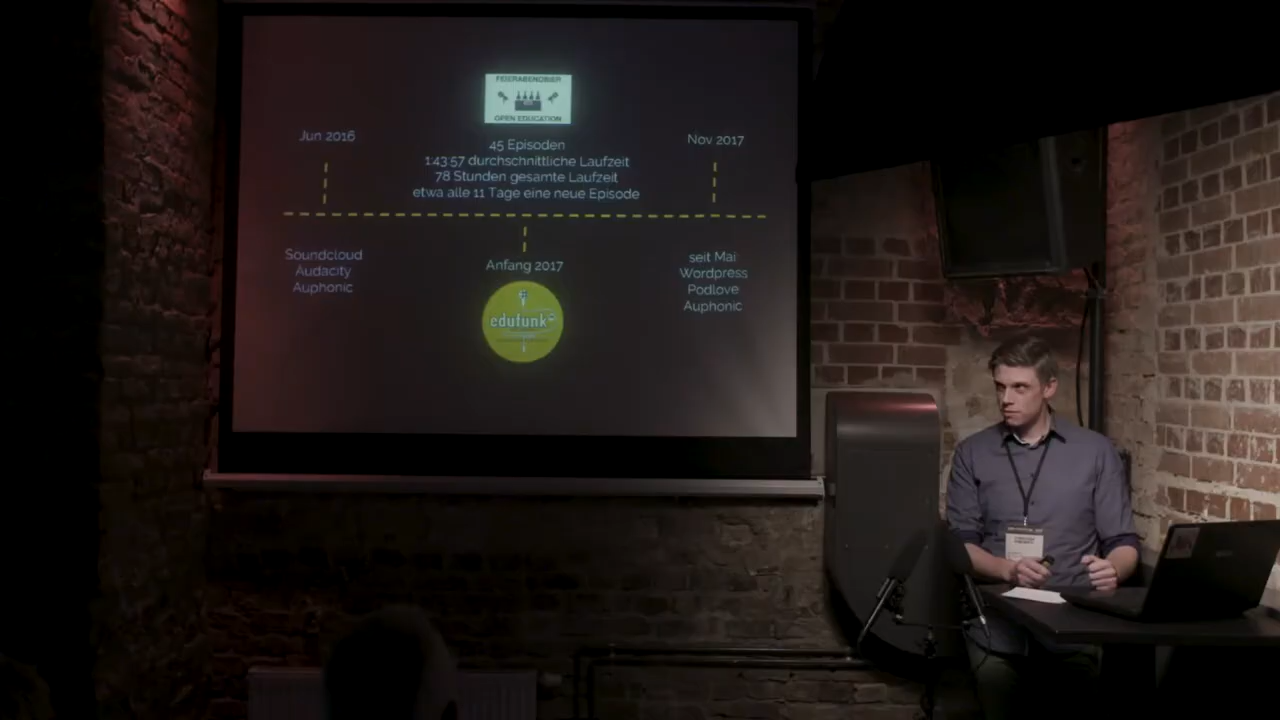 FEIERABENDBIER
OPEN EDUCATION
Jun 2016
45 Episoden
1:43:57 durchschnittliche Laufzeit
78 Stunden gesamte Laufzeit
etwa alle 11 Tage eine neue Episode
Nov 2017
Soundcloud
Audacity
Auphonic
Anfang 2017
edufunk
seit Mai
Wordpress
Podlove
Auphonic